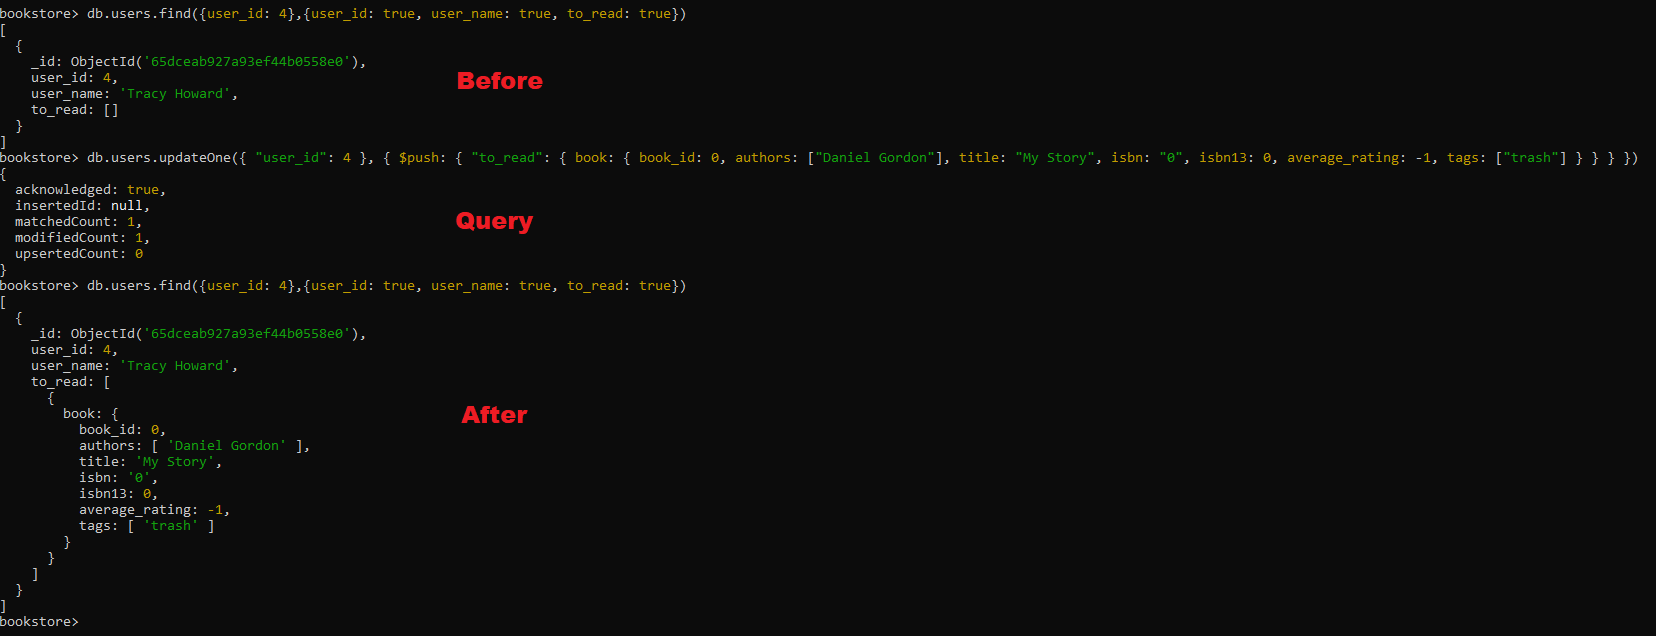 bookstore> db.users.find({user_id: 4},{user_id: true, user_name: true, to_read: true})
[
  {
    _id: ObjectId('65dceab927a93ef44b0558e0'),
    user_id: 4,
Before
    user_name: 'Tracy Howard',
    to_read: []
  }
]
bookstore> db.users.updateOne({ "user_id": 4 }, { $push: { "to_read": { book: { book_id: 0, authors: ["Daniel Gordon"], title: "My Story", isbn: "0", isbn13: 0, average_rating: -1, tags: ["trash"] } } } })
{
  acknowledged: true,
  insertedId: null,
  matchedCount: 1,
Query
  modifiedCount: 1,
  upsertedCount: 0
}
bookstore> db.users.find({user_id: 4},{user_id: true, user_name: true, to_read: true})
[
  {
    _id: ObjectId('65dceab927a93ef44b0558e0'),
    user_id: 4,
    user_name: 'Tracy Howard',
    to_read: [
      {
        book: {
After
          book_id: 0,
          authors: [ 'Daniel Gordon' ],
          title: 'My Story',
          isbn: '0',
          isbn13: 0,
          average_rating: -1,
          tags: [ 'trash' ]
        }
      }
    ]
  }
]
bookstore>